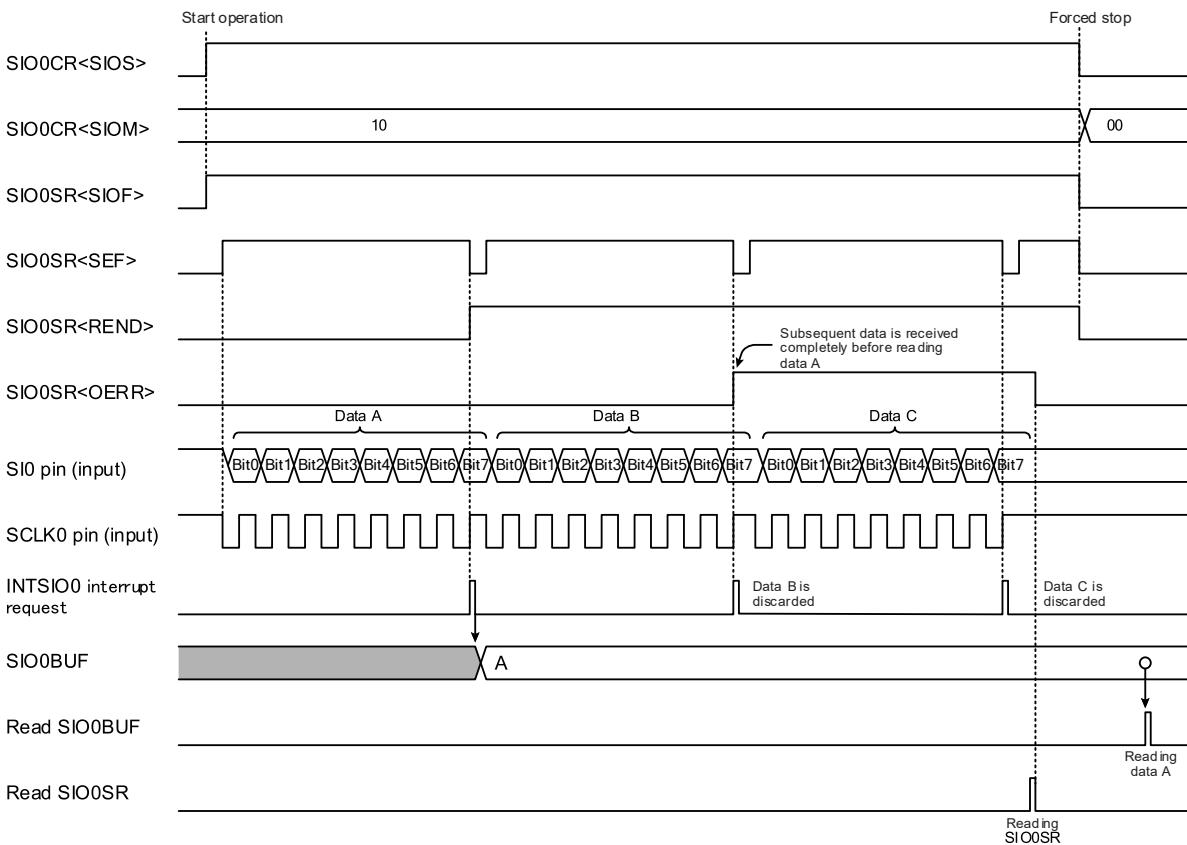 Start operation
Forced stop
SIO0CR<SIOS>
SIO0CR<SIOM>
10
00
SIO0SR<SIOF>
SIO0SR<SEF>
SIO0SR<REND>
Subsequent data is received
completely before reading
data A
SIO0SR<OERR>
Data A
Data B
Data C
SI0 pin (input)
Bit0 Bit1 Bit2 Bit3 Bit4 Bit5 Bit6 Bit7 Bit0 Bit1 Bit2 Bit3 Bit4 Bit5 Bit6 Bit7 Bit0 Bit1 Bit2 Bit3 Bit4 Bit5 Bit6 Bit7
SCLK0 pin (input)
INTSIO0 interrupt
request
Data B is
discarded
Data C is
discarded
SIO0BUF
A
Read SIO0BUF
Reading
data A
Read SIO0SR
Reading
SIO0SR